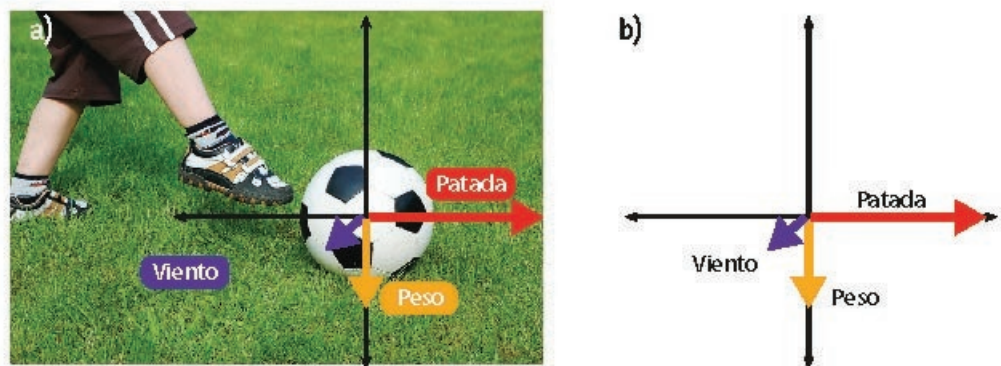 a)
Patada
Viento
Peso
b)
Patada
Viento
Peso